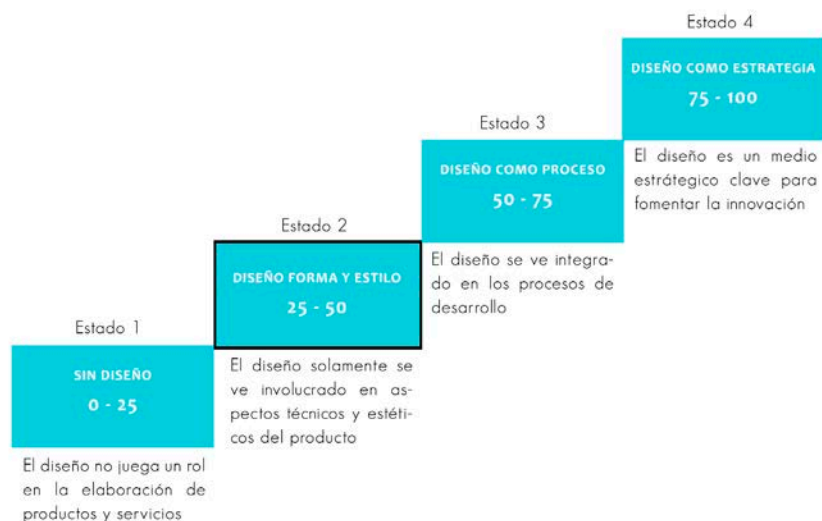 Estado 1
SIN DISEÑO
0 - 25
El diseño no juega un rol
en la elaboración de
productos y servicios
Estado 2
DISEÑO FORMA Y ESTILO
25 - 50
El diseño solamente se
ve involucrado en as-
pectos técnicos y estéti-
cos del producto
Estado 3
DISEÑO COMO PROCESO
50 - 75
El diseño se ve integra-
do en los procesos de
desarrollo
Estado 4
DISEÑO COMO ESTRATEGIA
75 - 100
El diseño es un medio
estrátegico clave para
fomentar la innovación